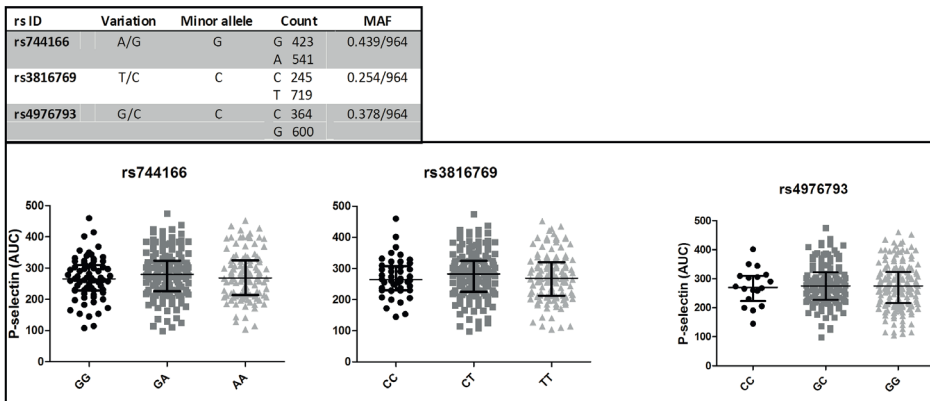 rs ID Variation Minor allele Count MAF
rs744166 A/G G G 423 0.439/964
A 541
rs3816769 T/C C C 245 0.254/964
T 719
rs4976793 G/C C C 364 0.378/964
G 600
rs744166
P-selectin (AUC)
500
400
300
200
100
0
GG GA AA
rs3816769
500
400
300
200
100
0
CC CT TT
rs4976793
P-selectin (AUC)
500
400
300
200
100
0
CC GC GG